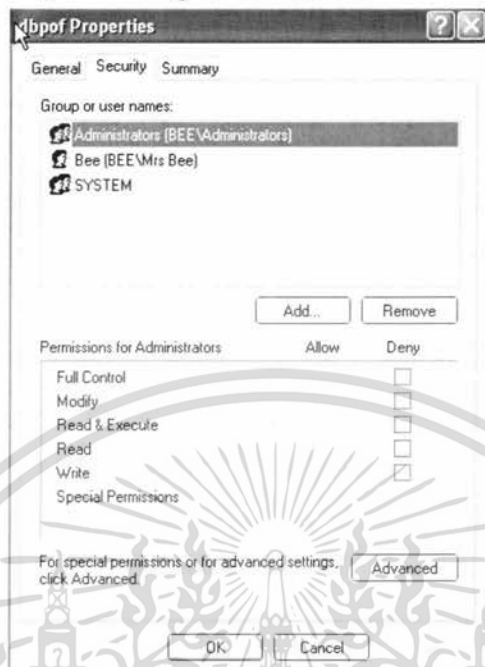 dbpof Properties
General Security Summary
Group or user names:
Administrators (BEE\Administrators)
Bee (BEE\Mrs Bee)
SYSTEM
Add... Remove
Permissions for Administrators Allow Deny
Full Control
Modify
Read & Execute
Read
Write
Special Permissions
For special permissions or for advanced settings, click Advanced.
Advanced
OK Cancel